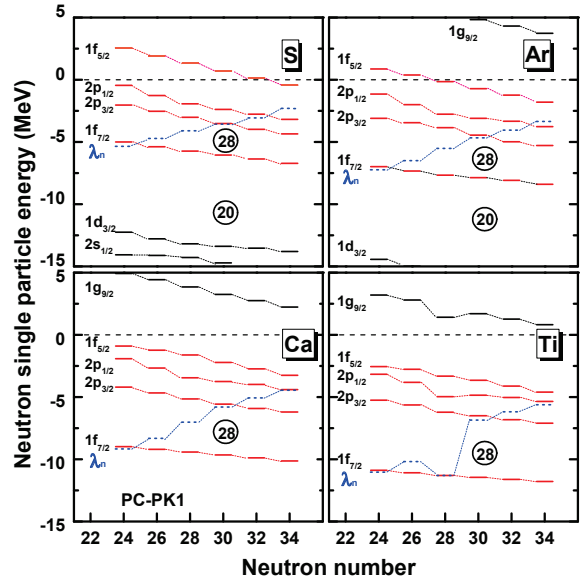 Neutron single particle energy (MeV)
S
5
0
-5
-10
-15
1f5/2
2p1/2
2p3/2
1f7/2
λn
28
20
1d3/2
2s1/2
Ar
1g9/2
1f5/2
2p1/2
2p3/2
1f7/2
λn
28
20
1d3/2
Ca
5
0
-5
-10
-15
1g9/2
1f5/2
2p1/2
2p3/2
1f7/2
λn
28
PC-PK1
22 24 26 28 30 32 34
Ti
1g9/2
1f5/2
2p1/2
2p3/2
1f7/2
λn
28
22 24 26 28 30 32 34
Neutron number